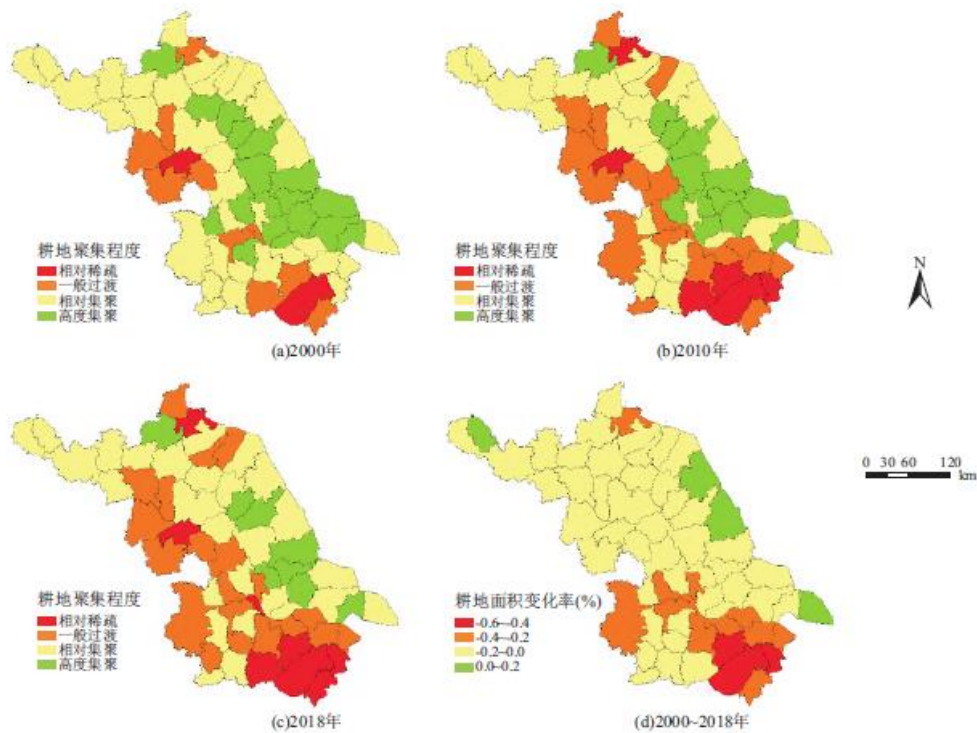 耕地聚集程度
相对稀疏
一般过渡
相对集聚
高度集聚
(a)2000年
耕地聚集程度
相对稀疏
一般过渡
相对集聚
高度集聚
(b)2010年
N
耕地聚集程度
相对稀疏
一般过渡
相对集聚
高度集聚
(c)2018年
耕地面积变化率(%)
-0.6~-0.4
-0.4~-0.2
-0.2~0.0
0.0~0.2
(d)2000~2018年
0 30 60 120
km